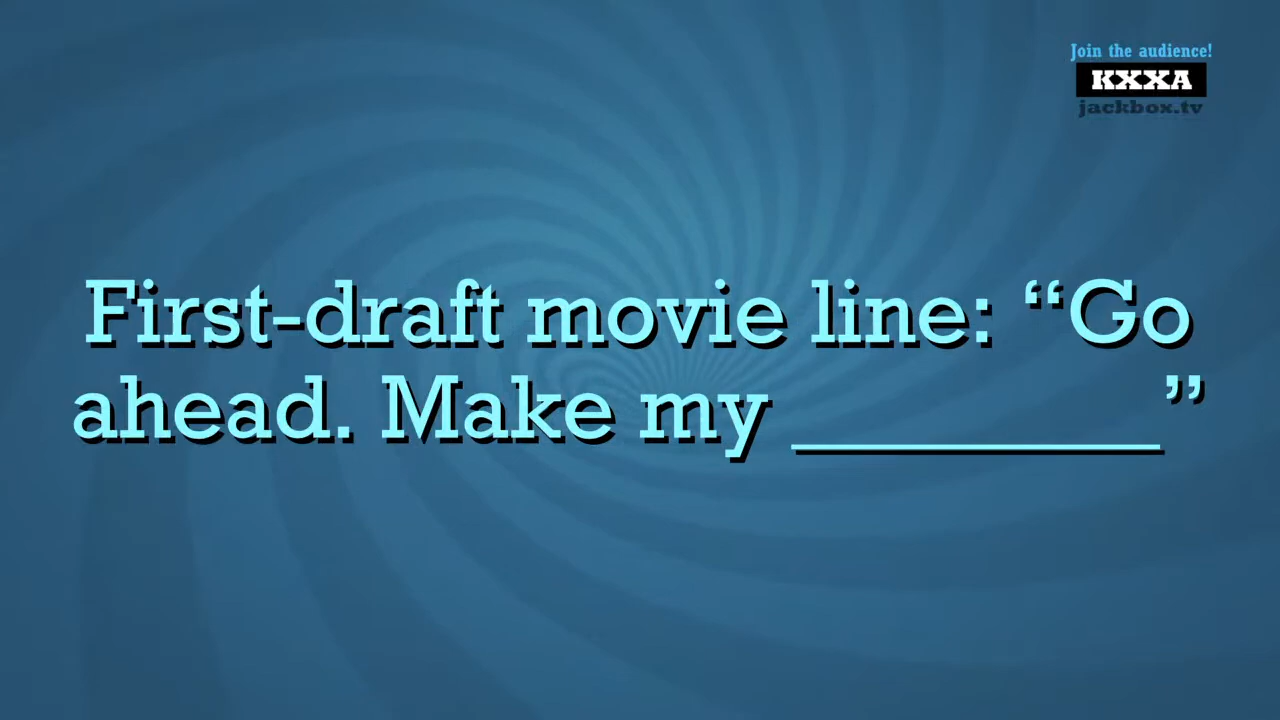 Join the audience!
KXXA
jackbox.tv
First-draft movie line: “Go
ahead. Make my ________”